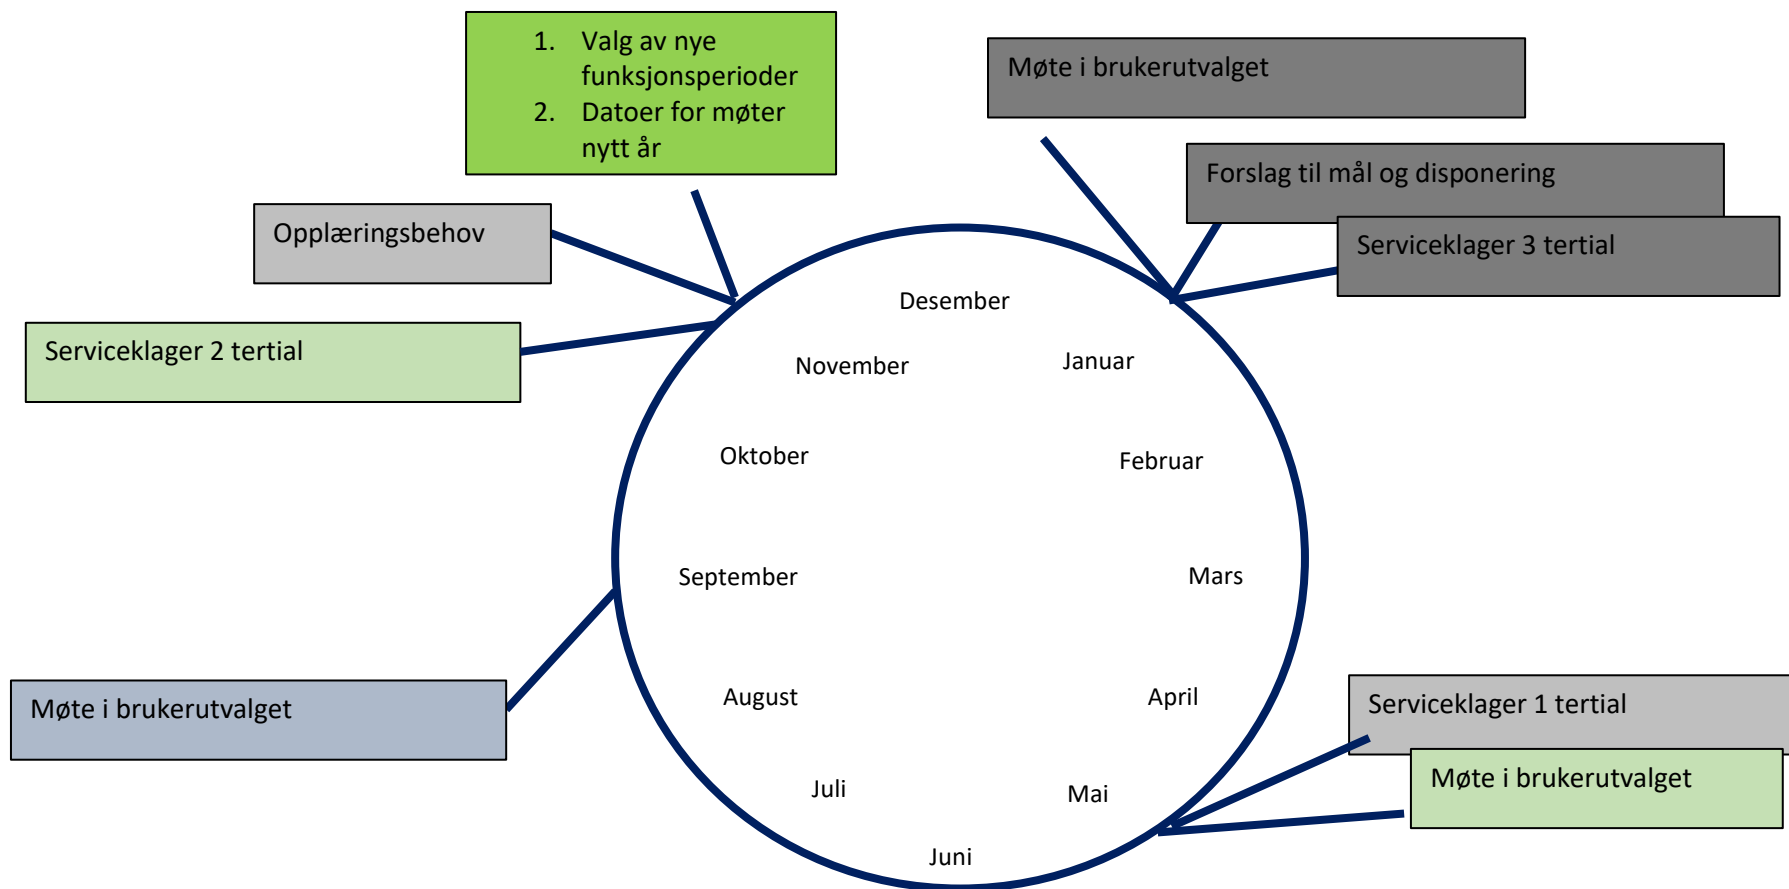 1. Valg av nye
funksjonsperioder
2. Datoer for møter
nytt år
Møte i brukerutvalget
Forslag til mål og disponering
Serviceklager 3 tertial
Opplæringsbehov
Serviceklager 2 tertial
Desember
November
Januar
Oktober
Februar
September
Mars
Møte i brukerutvalget
August
April
Serviceklager 1 tertial
Møte i brukerutvalget
Juli
Mai
Juni